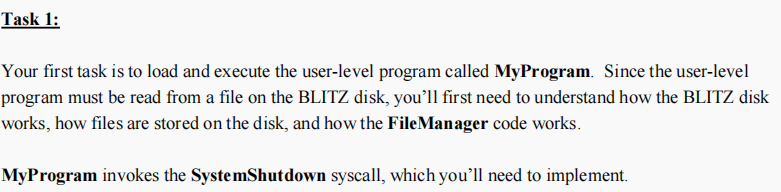 Task 1:
Your first task is to load and execute the user-level program called MyProgram. Since the user-level
program must be read from a file on the BLITZ disk, you’ll first need to understand how the BLITZ disk
works, how files are stored on the disk, and how the FileManager code works.
MyProgram invokes the SystemShutdown syscall, which you’ll need to implement.